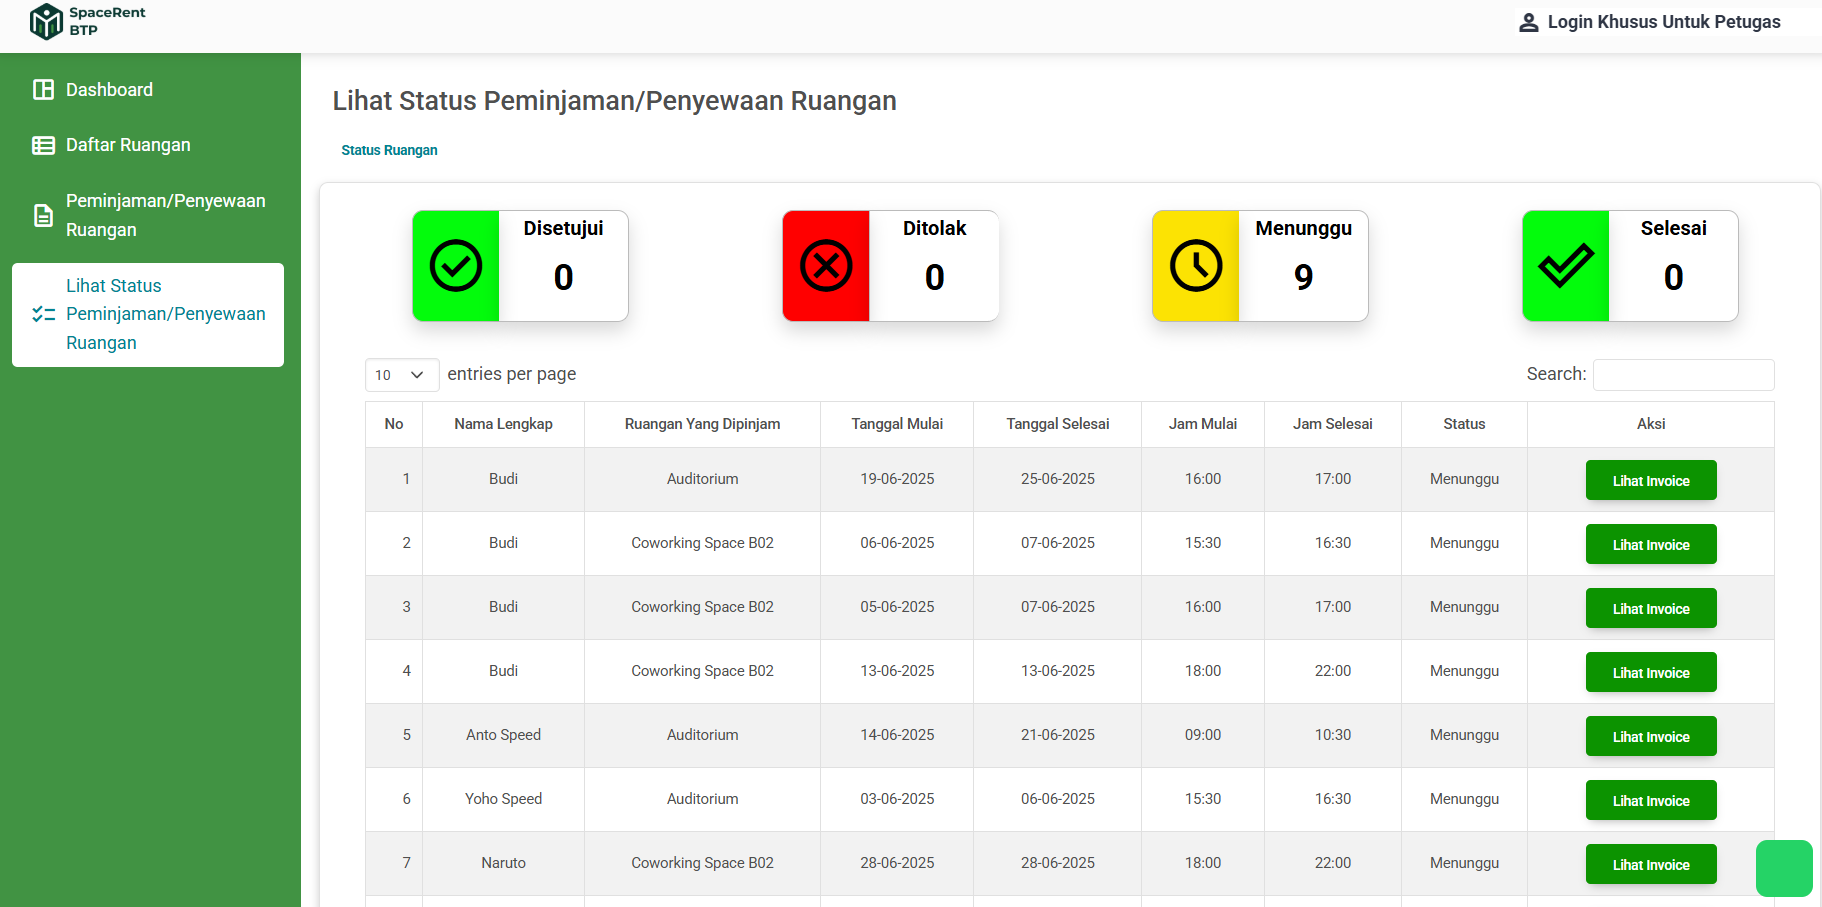 SpaceRent
BTP
Login Khusus Untuk Petugas
Dashboard
Daftar Ruangan
Peminjaman/Penyewaan
Ruangan
Lihat Status
Peminjaman/Penyewaan
Ruangan
Lihat Status Peminjaman/Penyewaan Ruangan
Status Ruangan
Disetujui
0
Ditolak
0
Menunggu
9
Selesai
0
10 entries per page
Search:
No Nama Lengkap Ruangan Yang Dipinjam Tanggal Mulai Tanggal Selesai Jam Mulai Jam Selesai Status Aksi
1 Budi Auditorium 19-06-2025 25-06-2025 16:00 17:00 Menunggu Lihat Invoice
2 Budi Coworking Space B02 06-06-2025 07-06-2025 15:30 16:30 Menunggu Lihat Invoice
3 Budi Coworking Space B02 05-06-2025 07-06-2025 16:00 17:00 Menunggu Lihat Invoice
4 Budi Coworking Space B02 13-06-2025 13-06-2025 18:00 22:00 Menunggu Lihat Invoice
5 Anto Speed Auditorium 14-06-2025 21-06-2025 09:00 10:30 Menunggu Lihat Invoice
6 Yoho Speed Auditorium 03-06-2025 06-06-2025 15:30 16:30 Menunggu Lihat Invoice
7 Naruto Coworking Space B02 28-06-2025 28-06-2025 18:00 22:00 Menunggu Lihat Invoice